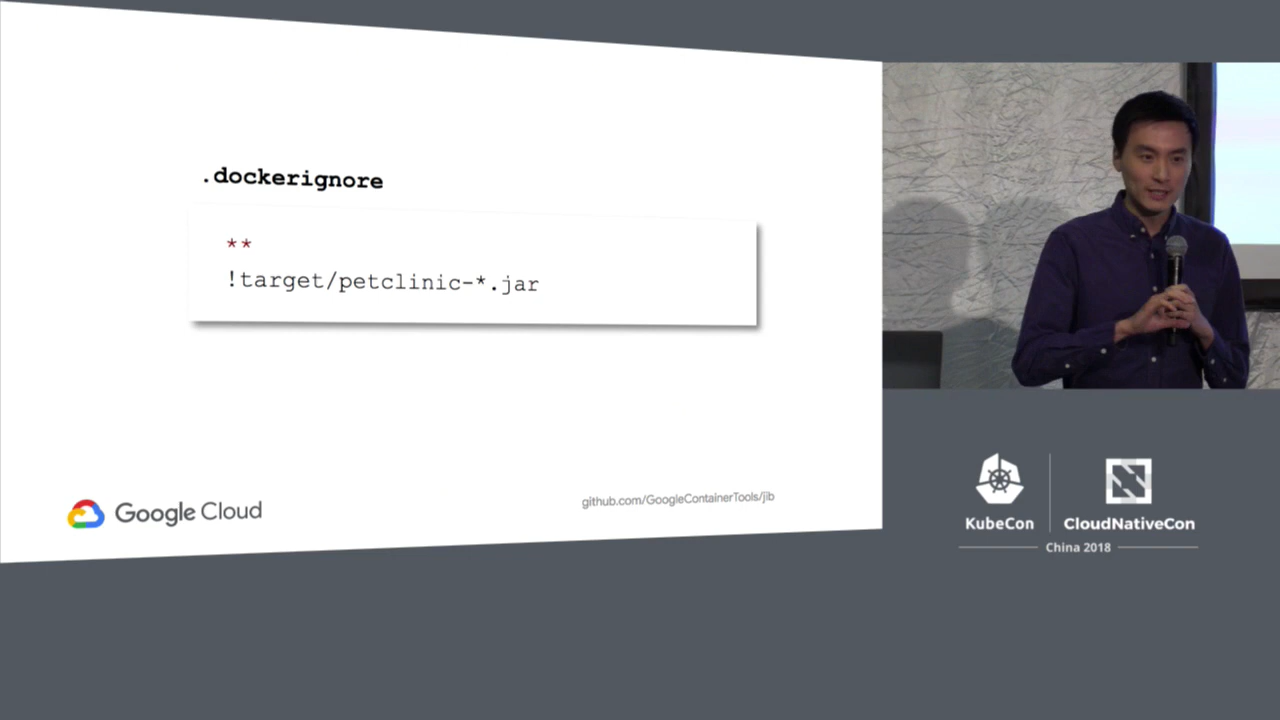 .dockerignore
**
!target/petclinic-*.jar
Google Cloud
github.com/GoogleContainerTools/jib
KubeCon
CloudNativeCon
China 2018